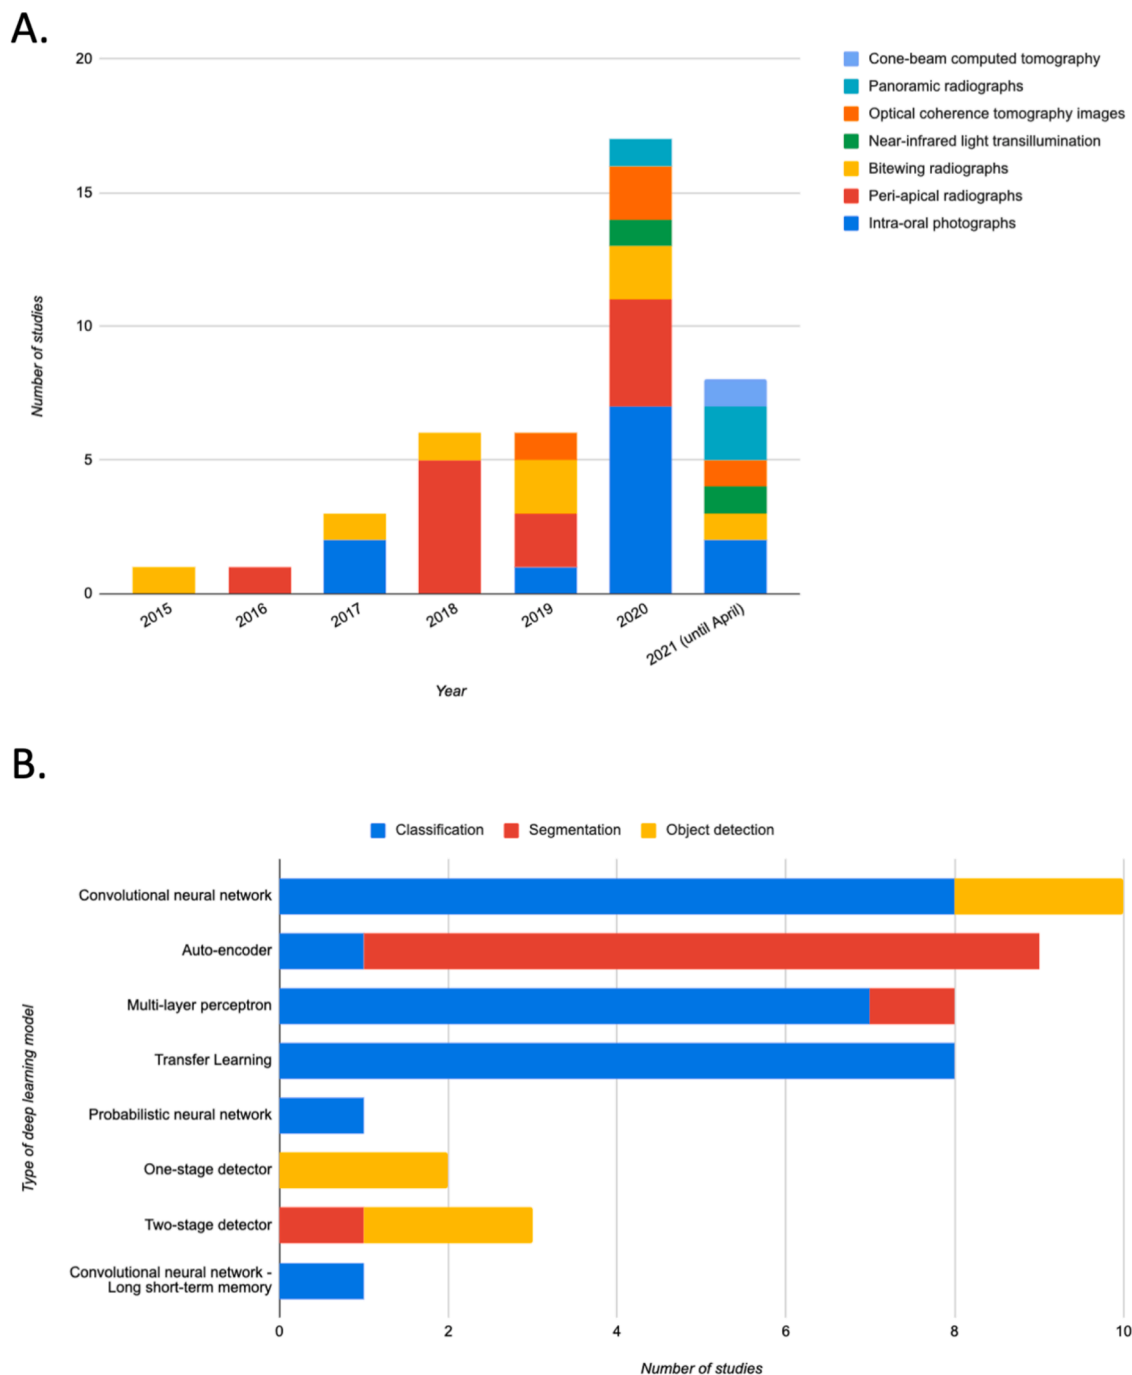 A.
20
15
10
5
0
Number of studies
2015
2016
2017
2018
2019
2020
2021 (until April)
Year
Cone-beam computed tomography
Panoramic radiographs
Optical coherence tomography images
Near-infrared light transillumination
Bitewing radiographs
Peri-apical radiographs
Intra-oral photographs
B.
Classification
Segmentation
Object detection
Type of deep learning model
Convolutional neural network
Auto-encoder
Multi-layer perceptron
Transfer Learning
Probabilistic neural network
One-stage detector
Two-stage detector
Convolutional neural network -
Long short-term memory
0
2
4
6
8
10
Number of studies